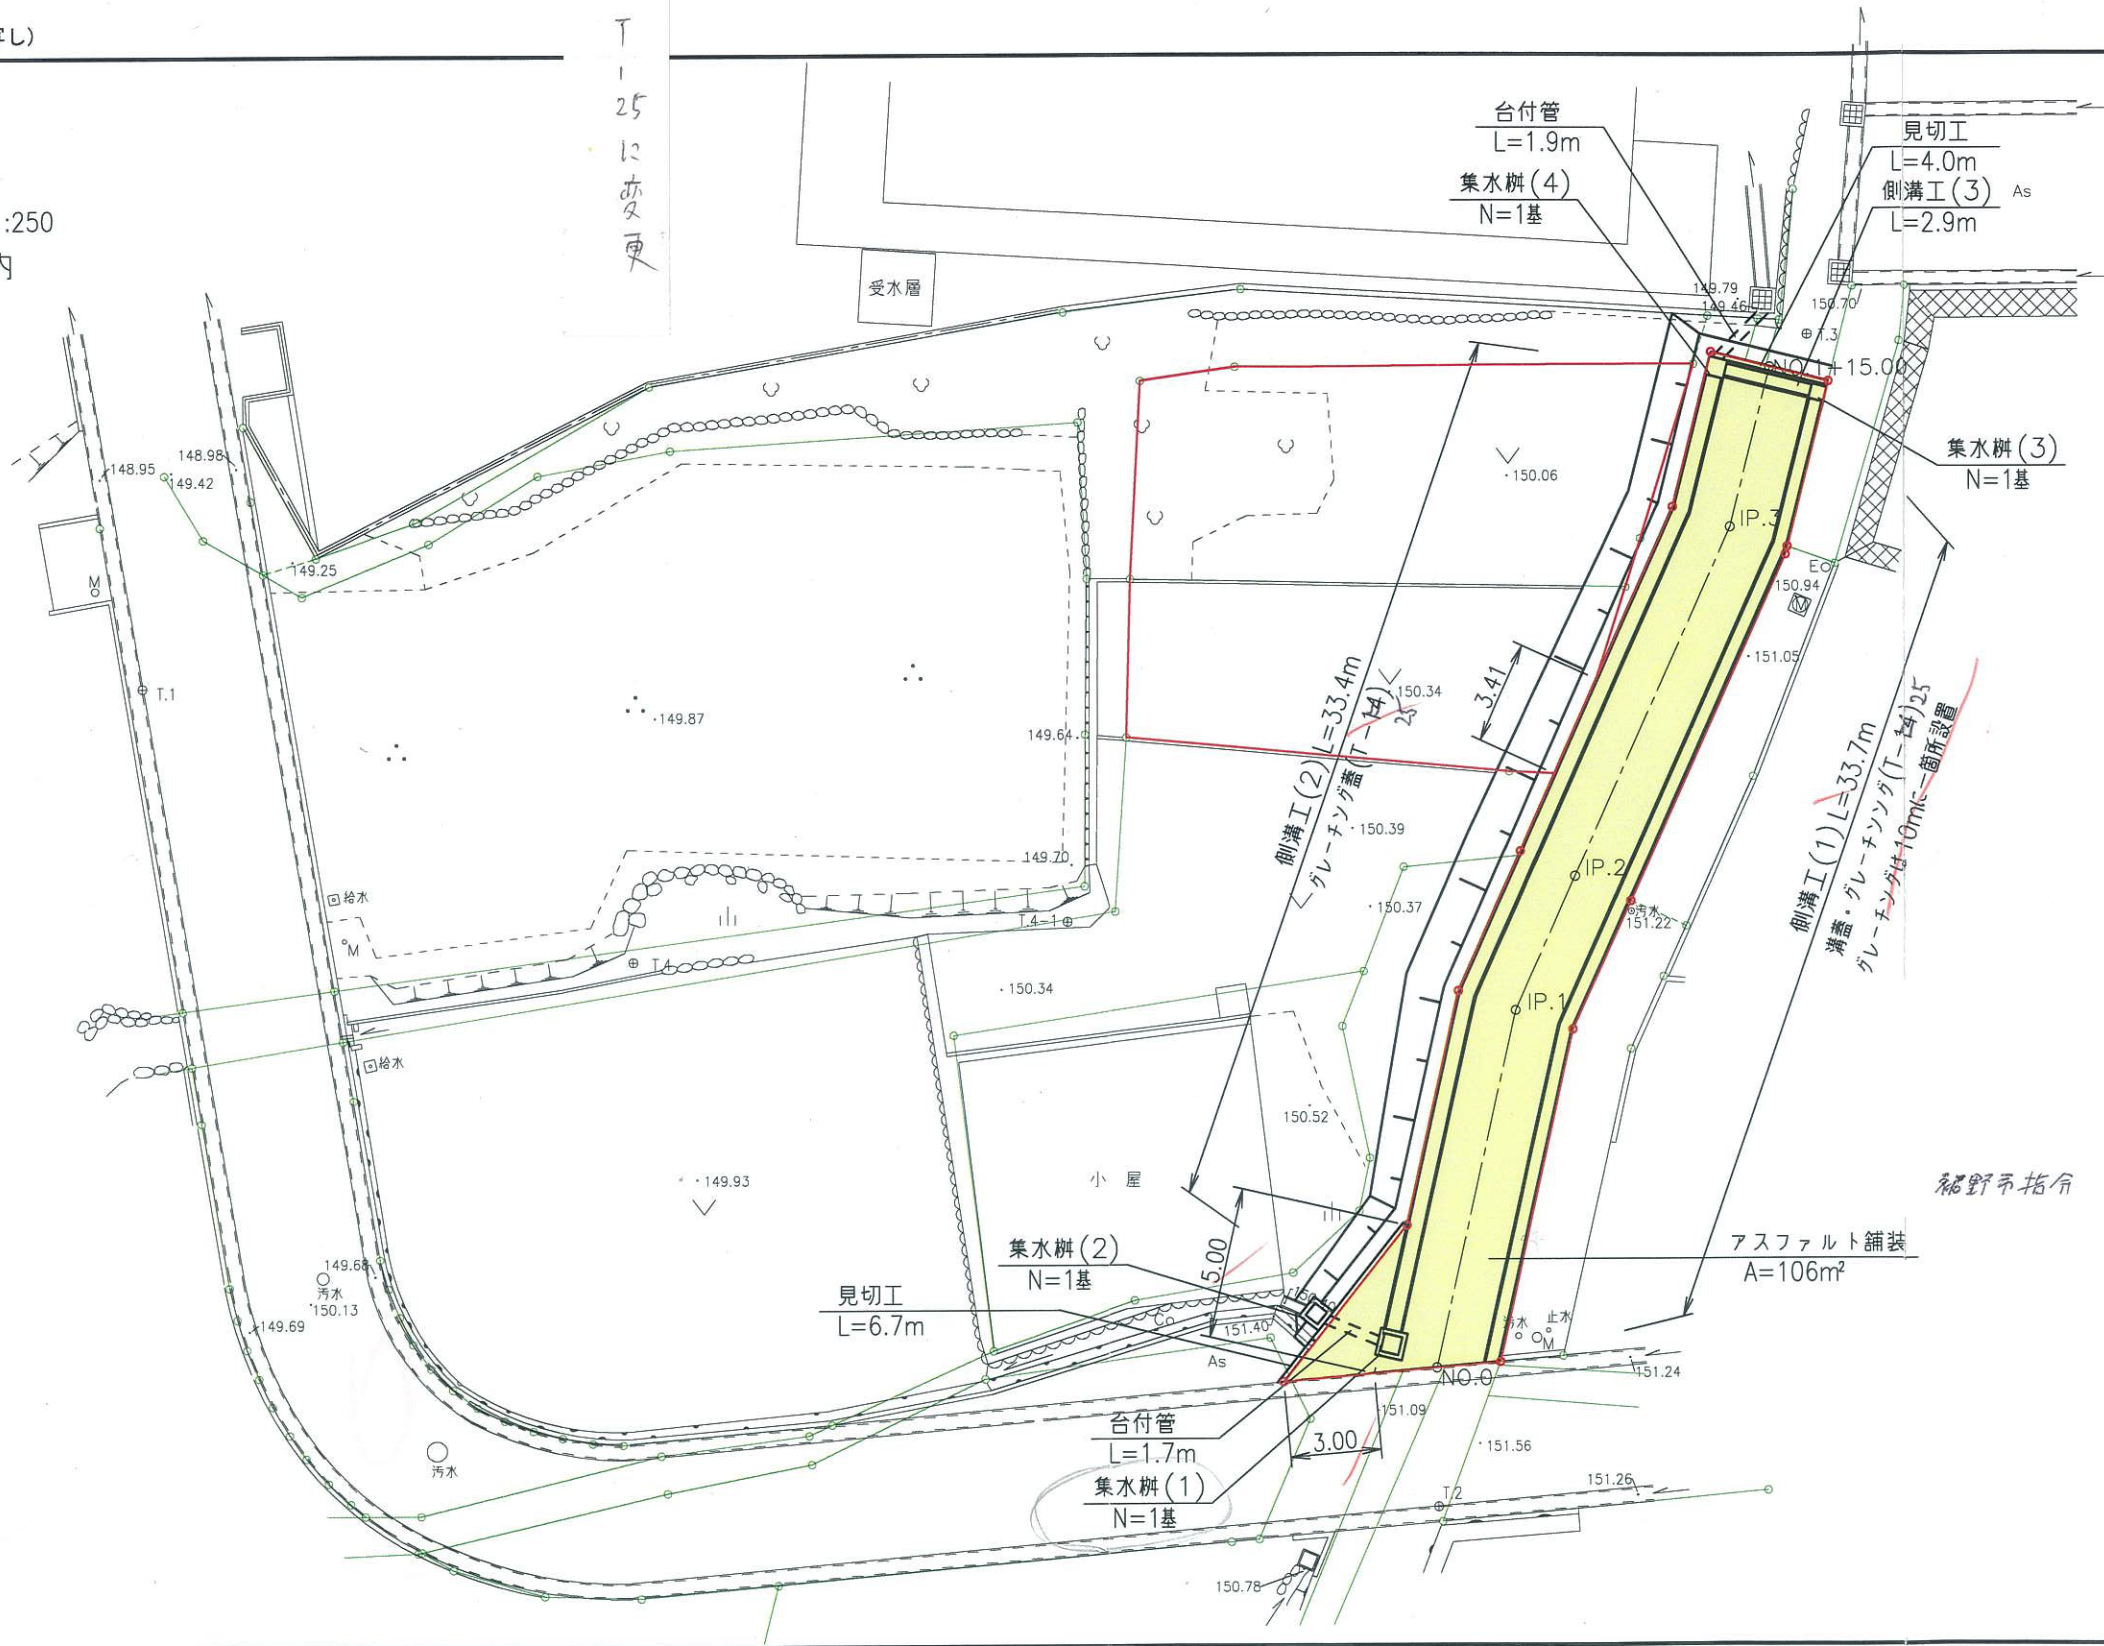 写し)
T-25に変更
:250
内
台付管
L=1.9m
見切工
L=4.0m
集水桝(4)
N=1基
側溝工(3)
L=2.9m
As
受水層
149.79
149.46
150.70
T.3
NO.1+15.00
148.95
149.42
148.98
149.25
M
T.1
150.06
集水桝(3)
N=1基
IP.3
E
150.94
151.05
149.87
149.64
149.70
150.34
3.41
側溝工(2)L=33.4m
グレーチング蓋(T-14)
25
150.39
150.37
IP.2
汚水
151.22
側溝工(1)L=33.7m
溝蓋・グレーチソング(T-14)25
グレーチングは10mに一箇所設置
給水
M
T.4-1
T.4
150.34
IP.1
給水
150.52
149.93
小屋
裾野市指令
アスファルト舗装
A=106m²
集水桝(2)
N=1基
5.00
見切工
L=6.7m
149.68
汚水
150.13
149.69
Co
151.40
As
汚水
止水
M
NO.0
151.24
151.09
台付管
L=1.7m
3.00
151.56
汚水
集水桝(1)
N=1基
T.2
151.26
150.78